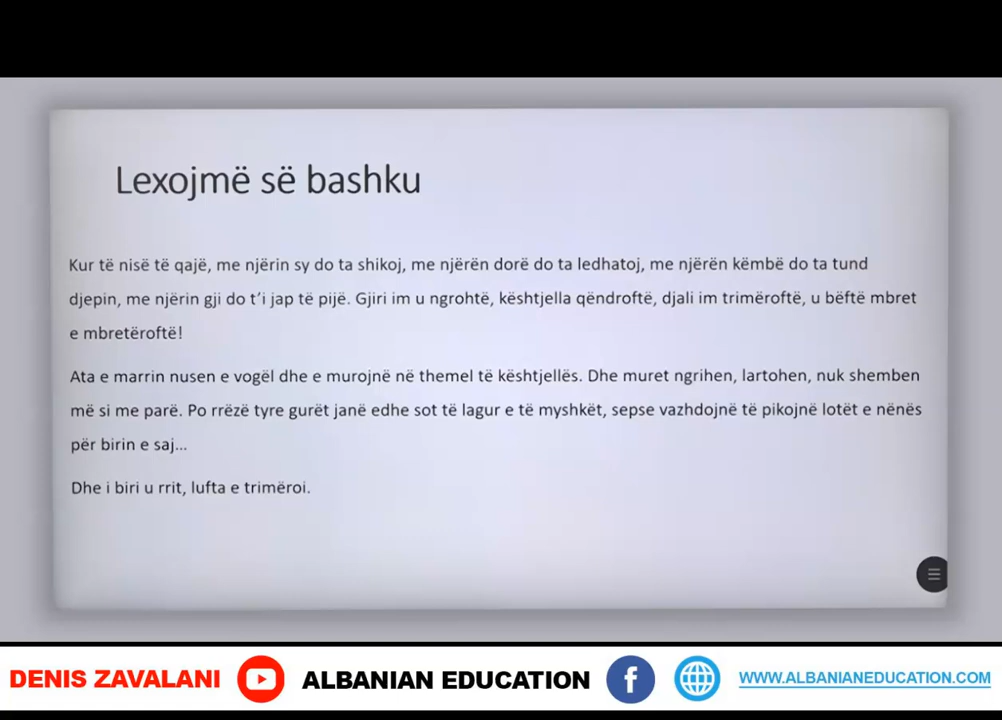 Lexojmë së bashku
Kur të nisë të qajë, me njërin sy do ta shikoj, me njërën dorë do ta ledhatoj, me njërën këmbë do ta tund
djepin, me njërin gji do t'i jap të pijë. Gjiri im u ngrohtë, kështjella qëndroftë, djali im trimëroftë, u bëftë mbret
e mbretëroftë!
Ata e marrin nusen e vogël dhe e murojnë në themel të kështjellës. Dhe muret ngrihen, lartohen, nuk shemben
më si me parë. Po rrëzë tyre gurët janë edhe sot të lagur e të myshkët, sepse vazhdojnë të pikojnë lotët e nënës
për birin e saj...
Dhe i biri u rrit, lufta e trimëroi.
DENIS ZAVALANI ALBANIAN EDUCATION WWW.ALBANIANEDUCATION.COM